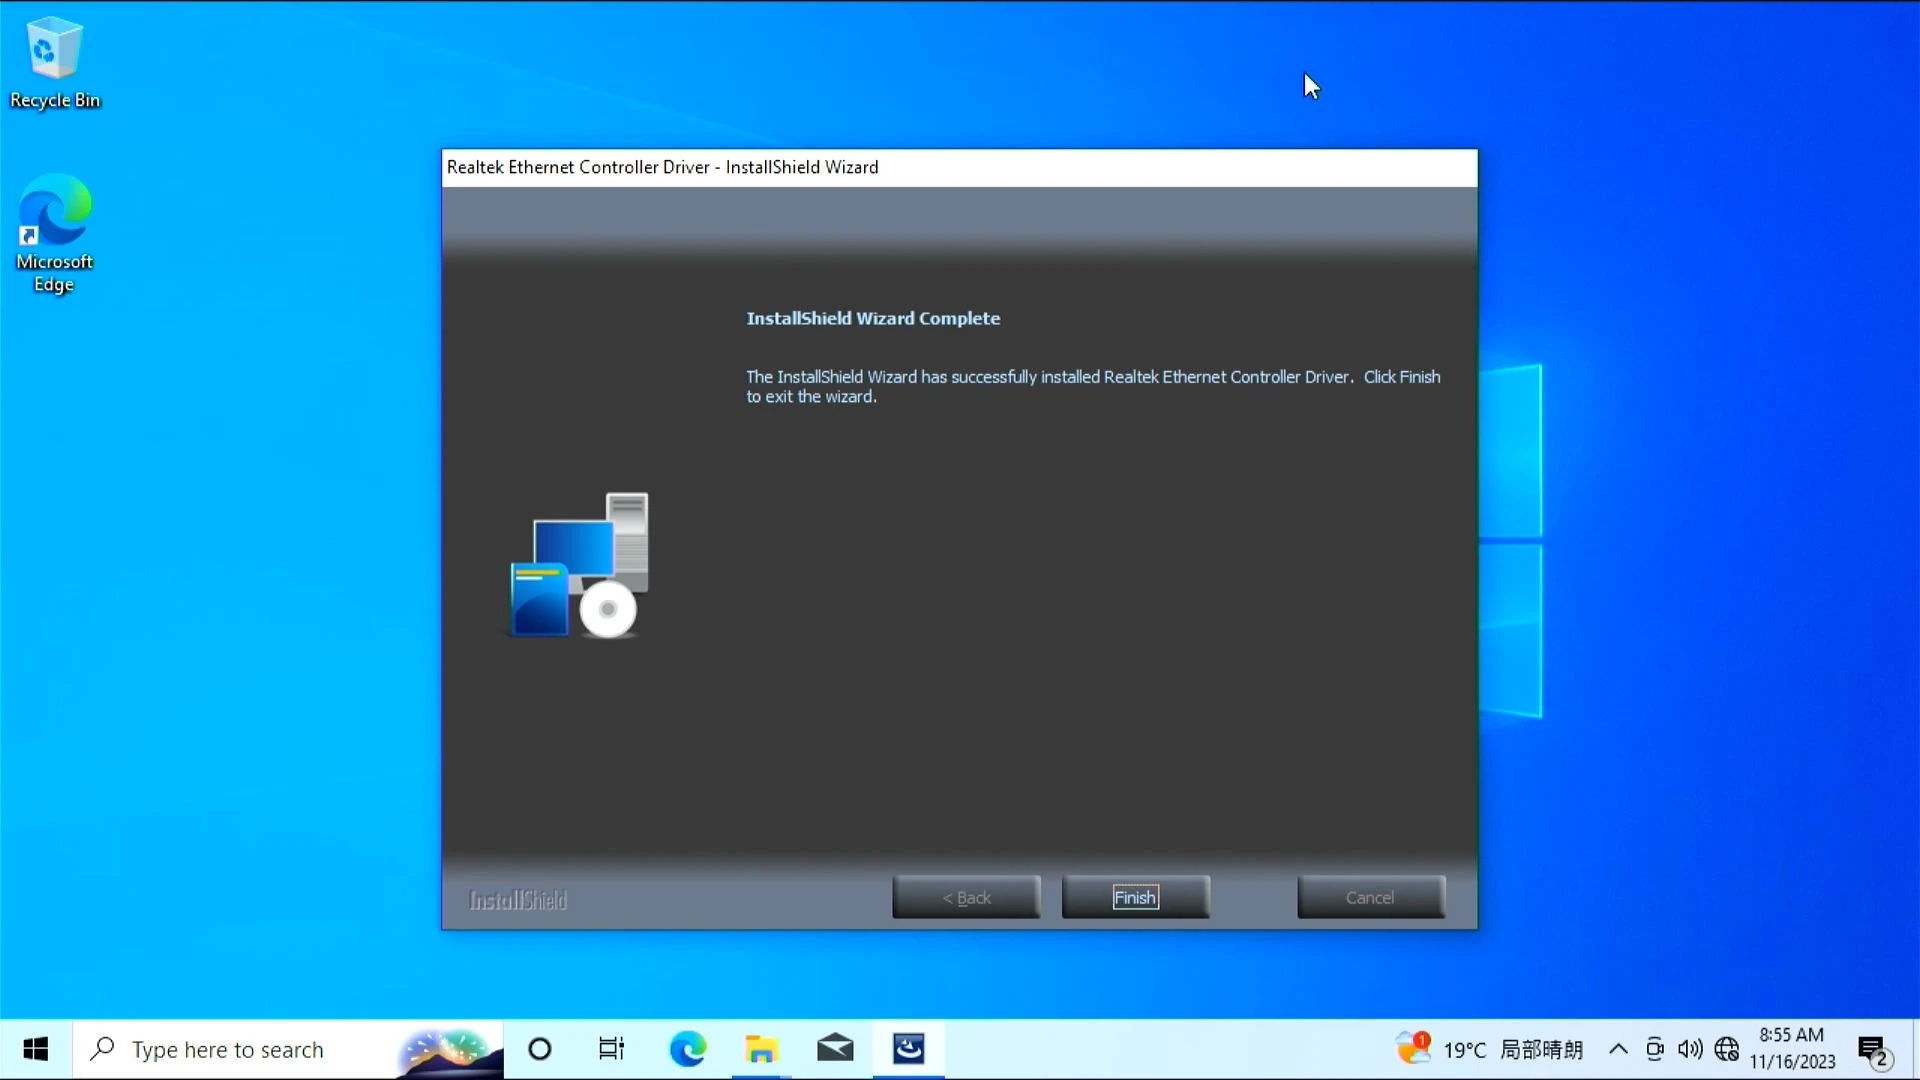 Recycle Bin
Microsoft
Edge
Realtek Ethernet Controller Driver - InstallShield Wizard
InstallShield Wizard Complete
The InstallShield Wizard has successfully installed Realtek Ethernet Controller Driver.  Click Finish
to exit the wizard.
InstallShield
< Back
Finish
Cancel
Type here to search
1
19°C 局部晴朗
8:55 AM
11/16/2023
2